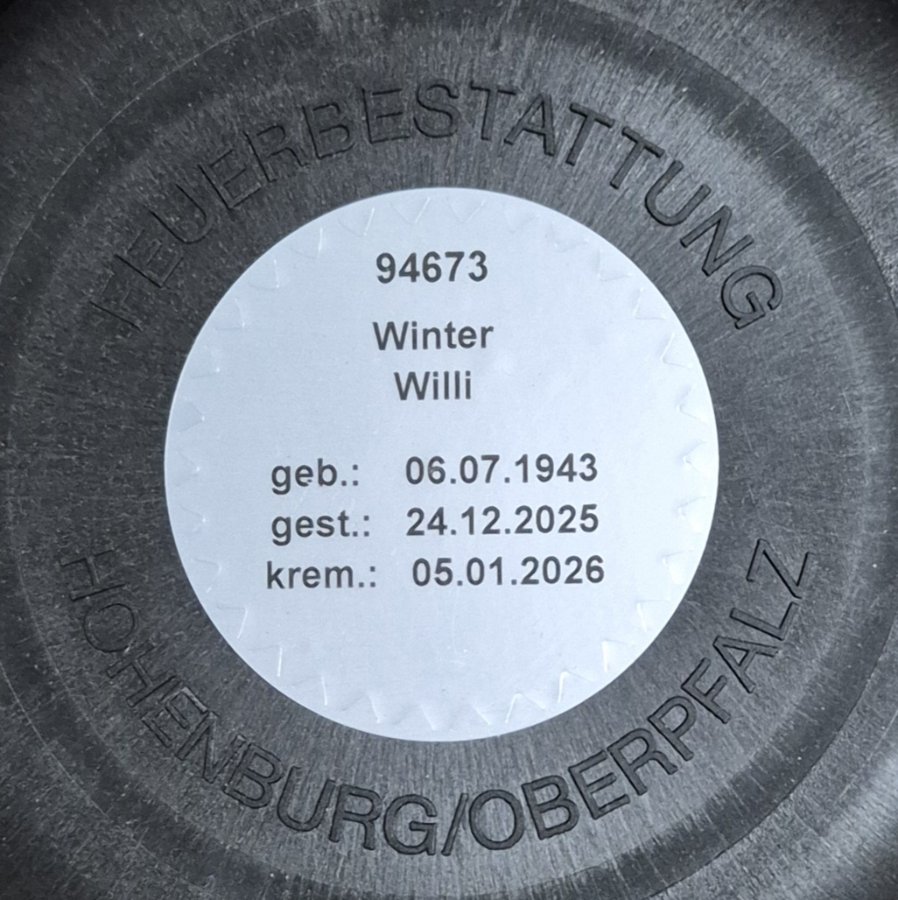 FEUERBESTATTUNG
94673
Winter
Willi
geb.: 06.07.1943
gest.: 24.12.2025
krem.: 05.01.2026
HOHENBURG/OBERPFALZ